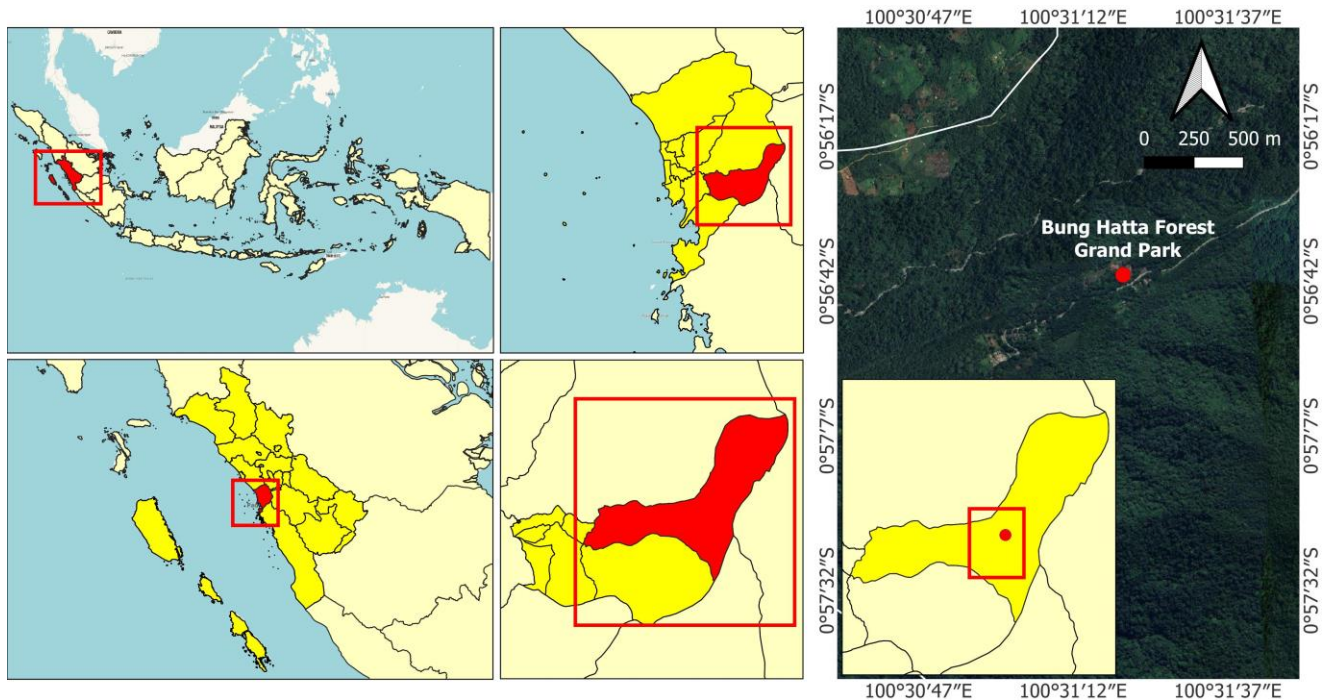 100°30′47″E 100°31′12″E 100°31′37″E
0°56′17″S
0°56′17″S
0 250 500 m
Bung Hatta Forest
Grand Park
0°56′42″S
0°56′42″S
0°57′7″S
0°57′7″S
0°57′32″S
0°57′32″S
100°30′47″E 100°31′12″E 100°31′37″E